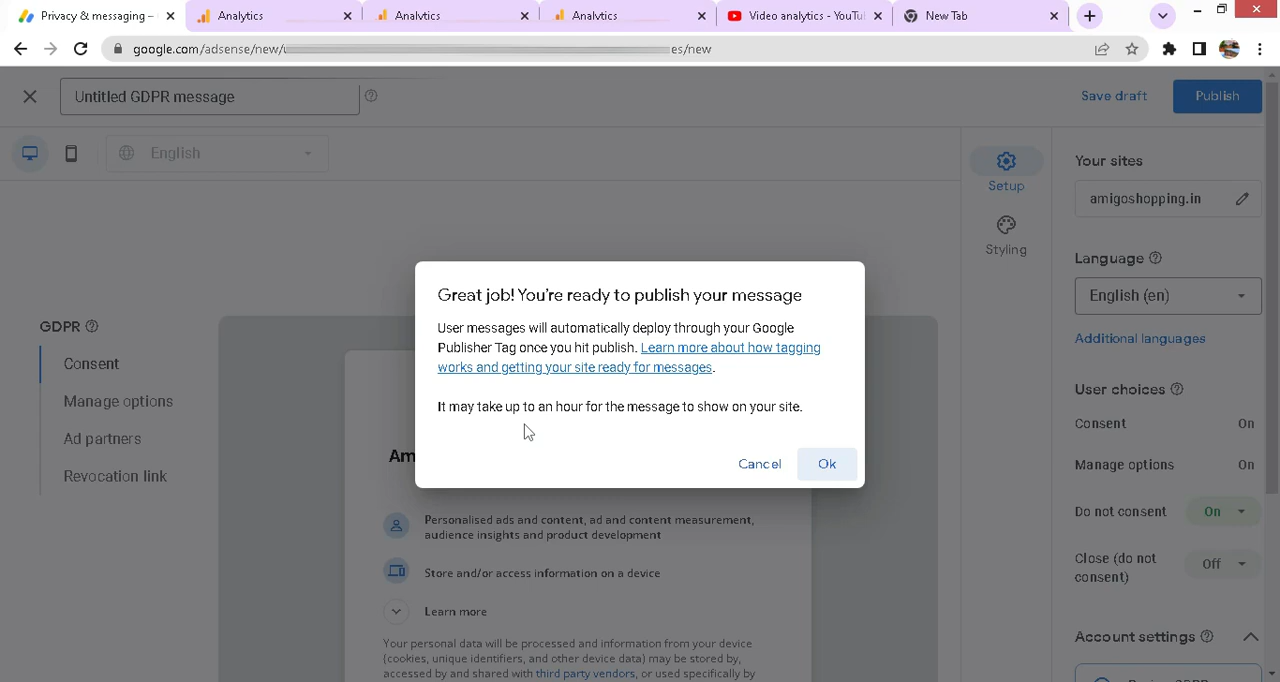 Privacy & messaging –
Analytics
Analytics
Analytics
Video analytics - YouTu
New Tab
google.com/adsense/new/
es/new
Untitled GDPR message
Save draft
Publish
English
Setup
Styling
Your sites
amigoshopping.in
Language
English (en)
Additional languages
GDPR
Consent
Manage options
Ad partners
Revocation link
Great job! You're ready to publish your message
User messages will automatically deploy through your Google
Publisher Tag once you hit publish. Learn more about how tagging
works and getting your site ready for messages.
It may take up to an hour for the message to show on your site.
Cancel
Ok
Am
Personalised ads and content, ad and content measurement,
audience insights and product development
Store and/or access information on a device
Learn more
Your personal data will be processed and information from your device
(cookies, unique identifiers, and other device data) may be stored by,
accessed by and shared with third party vendors, or used specifically by
User choices
Consent On
Manage options On
Do not consent On
Close (do not
consent) Off
Account settings